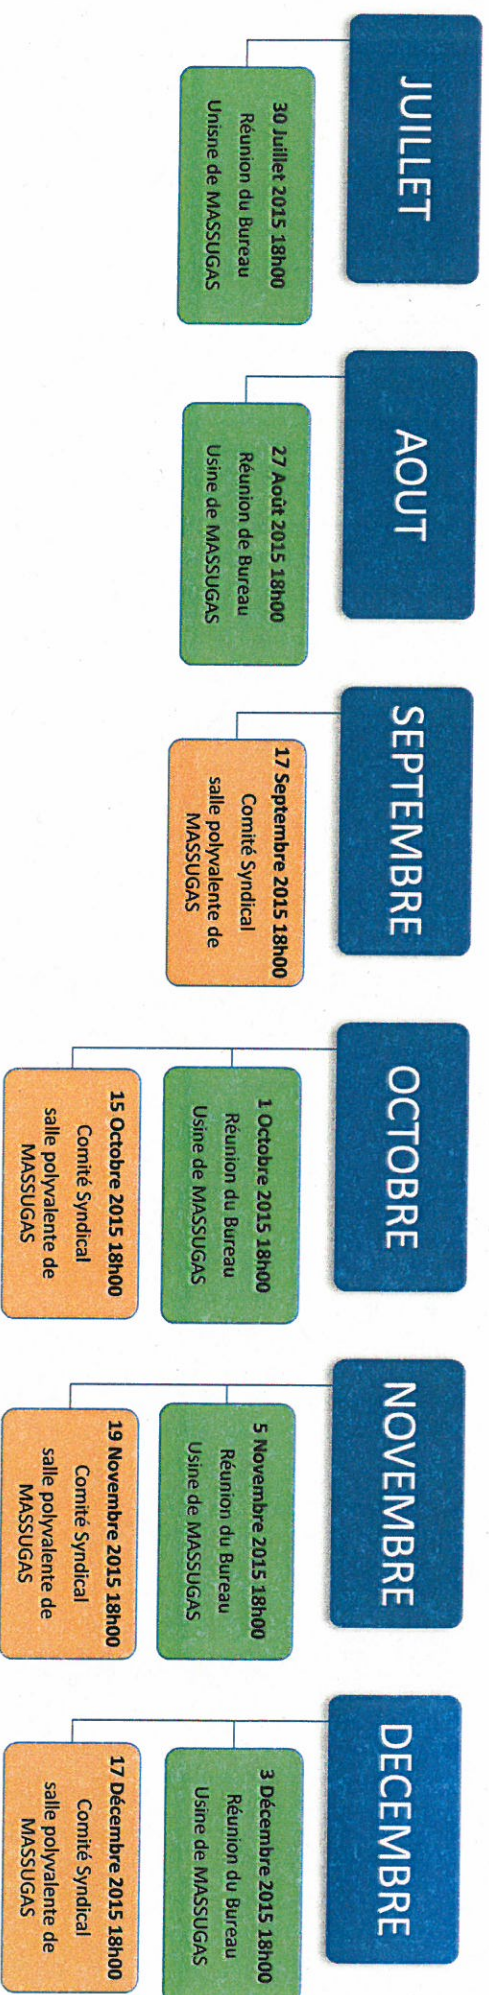 JUILLET
30 Juillet 2015 18h00
Réunion du Bureau
Unisne de MASSUGAS
AOUT
27 Août 2015 18h00
Réunion de Bureau
Usine de MASSUGAS
SEPTEMBRE
17 Septembre 2015 18h00
Comité Syndical
salle polyvalente de
MASSUGAS
OCTOBRE
1 Octobre 2015 18h00
Réunion du Bureau
Usine de MASSUGAS
15 Octobre 2015 18h00
Comité Syndical
salle polyvalente de
MASSUGAS
NOVEMBRE
5 Novembre 2015 18h00
Réunion du Bureau
Usine de MASSUGAS
19 Novembre 2015 18h00
Comité Syndical
salle polyvalente de
MASSUGAS
DECEMBRE
3 Décembre 2015 18h00
Réunion du Bureau
Usine de MASSUGAS
17 Décembre 2015 18h00
Comité Syndical
salle polyvalente de
MASSUGAS